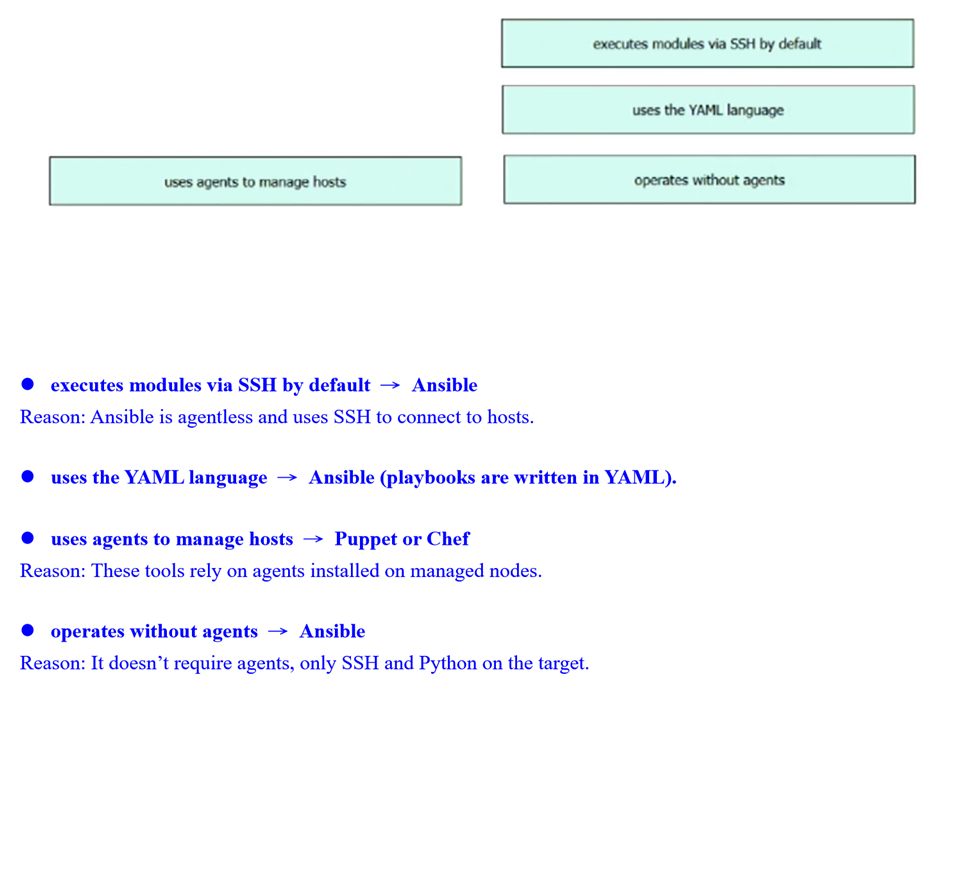 executes modules via SSH by default
uses the YAML language
uses agents to manage hosts
operates without agents
● executes modules via SSH by default → Ansible
Reason: Ansible is agentless and uses SSH to connect to hosts.
● uses the YAML language → Ansible (playbooks are written in YAML).
● uses agents to manage hosts → Puppet or Chef
Reason: These tools rely on agents installed on managed nodes.
● operates without agents → Ansible
Reason: It doesn’t require agents, only SSH and Python on the target.